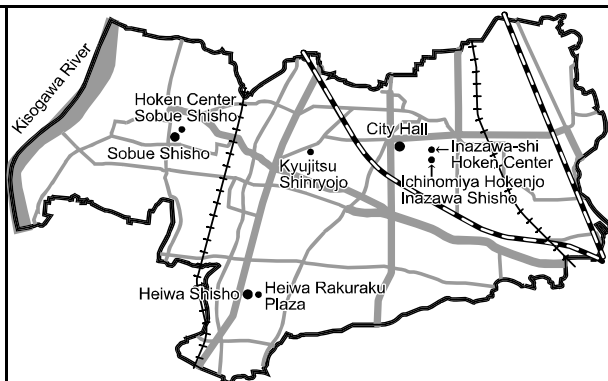 Kisogawa River
Hoken Center
Sobue Shisho
Sobue Shisho
Kyujitsu
Shinryojo
City Hall
Inazawa-shi
Hoken Center
Ichinomiya Hokenjo
Inazawa Shisho
Heiwa Shisho
Heiwa Rakuraku
Plaza